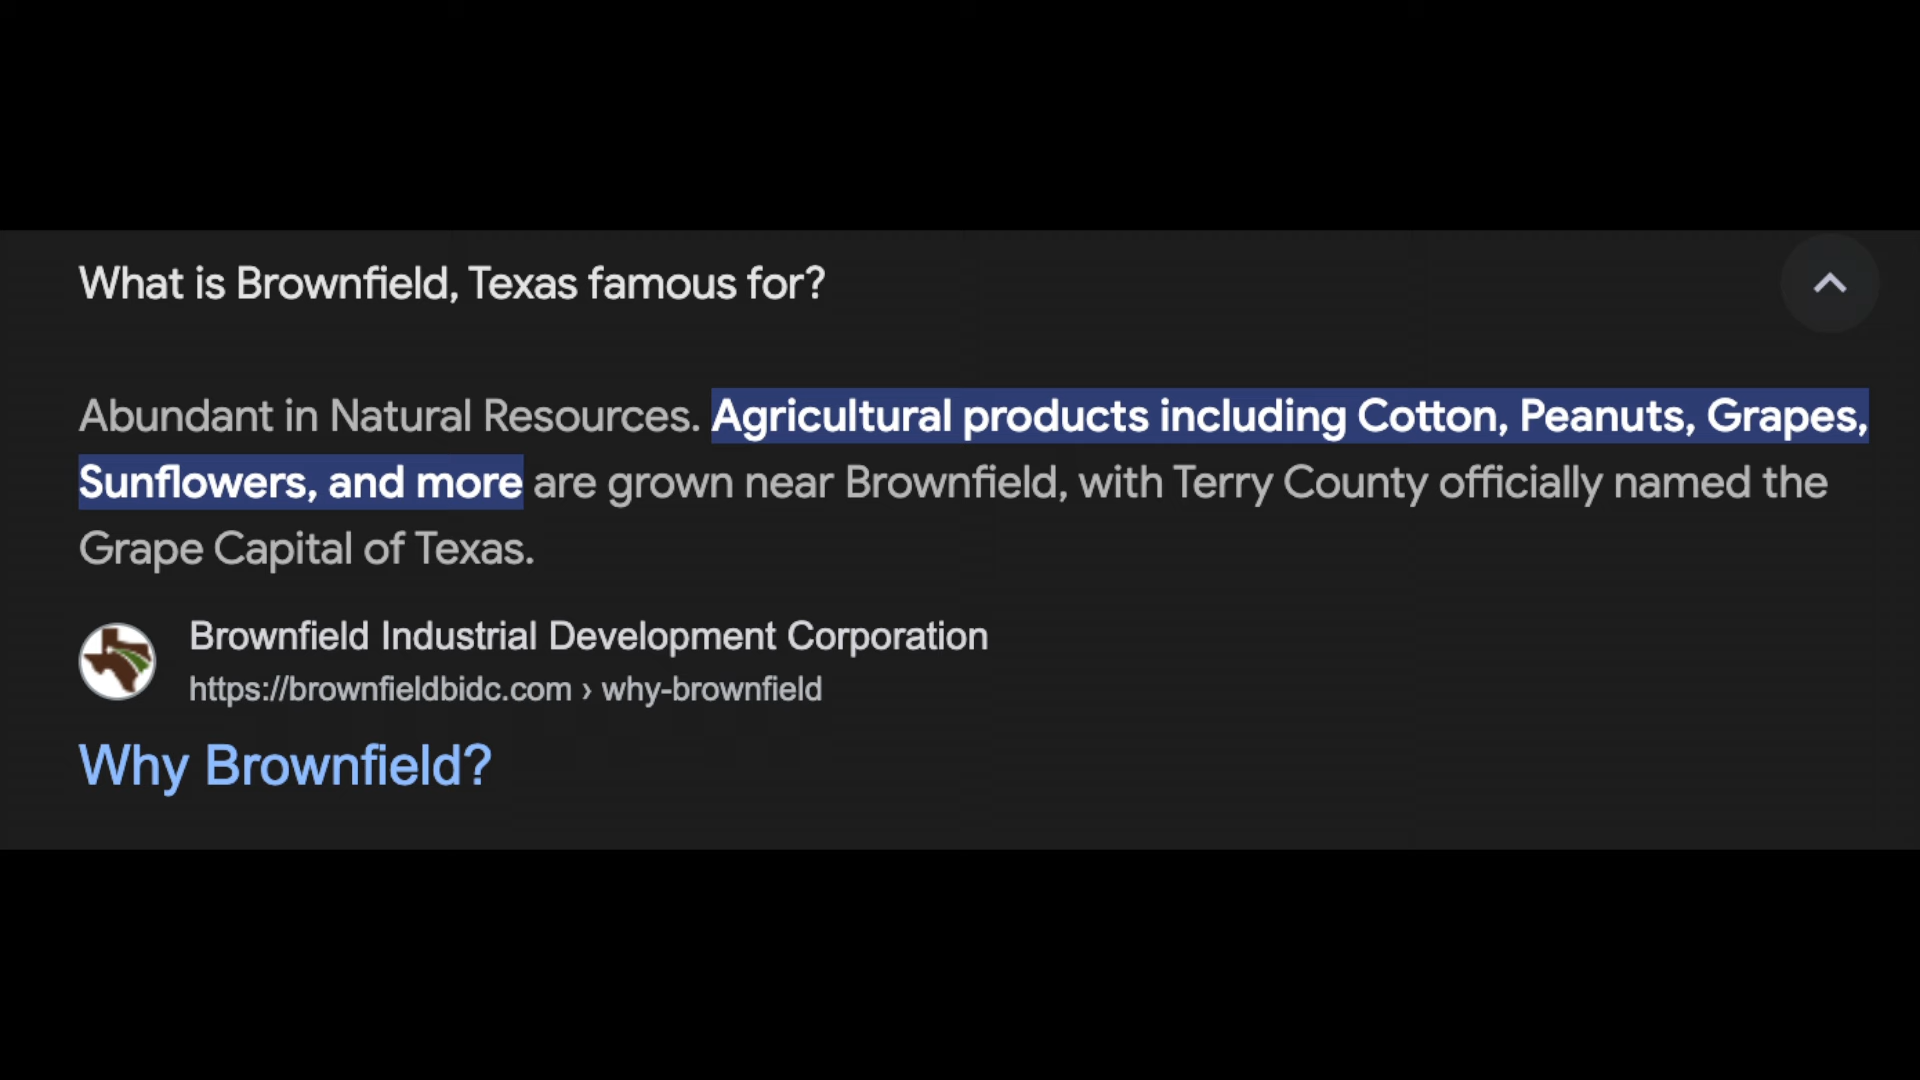 What is Brownfield, Texas famous for?
Abundant in Natural Resources. Agricultural products including Cotton, Peanuts, Grapes,
Sunflowers, and more are grown near Brownfield, with Terry County officially named the
Grape Capital of Texas.
Brownfield Industrial Development Corporation
https://brownfieldbidc.com › why-brownfield
Why Brownfield?